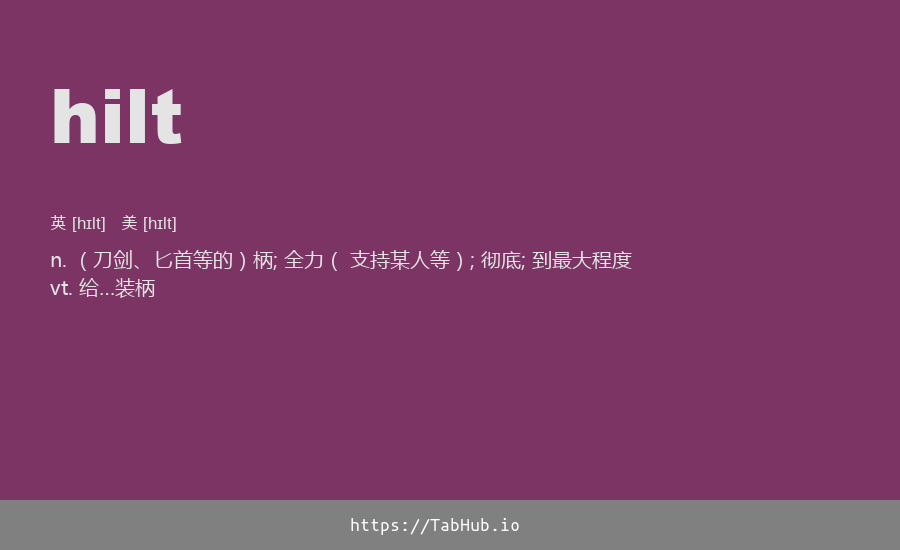 hilt
英 [hɪlt] 美 [hɪlt]
n. ( 刀剑、匕首等的 ) 柄; 全力 ( 支持某人等 ) ; 彻底; 到最大程度
vt. 给...装柄
https://TabHub.io